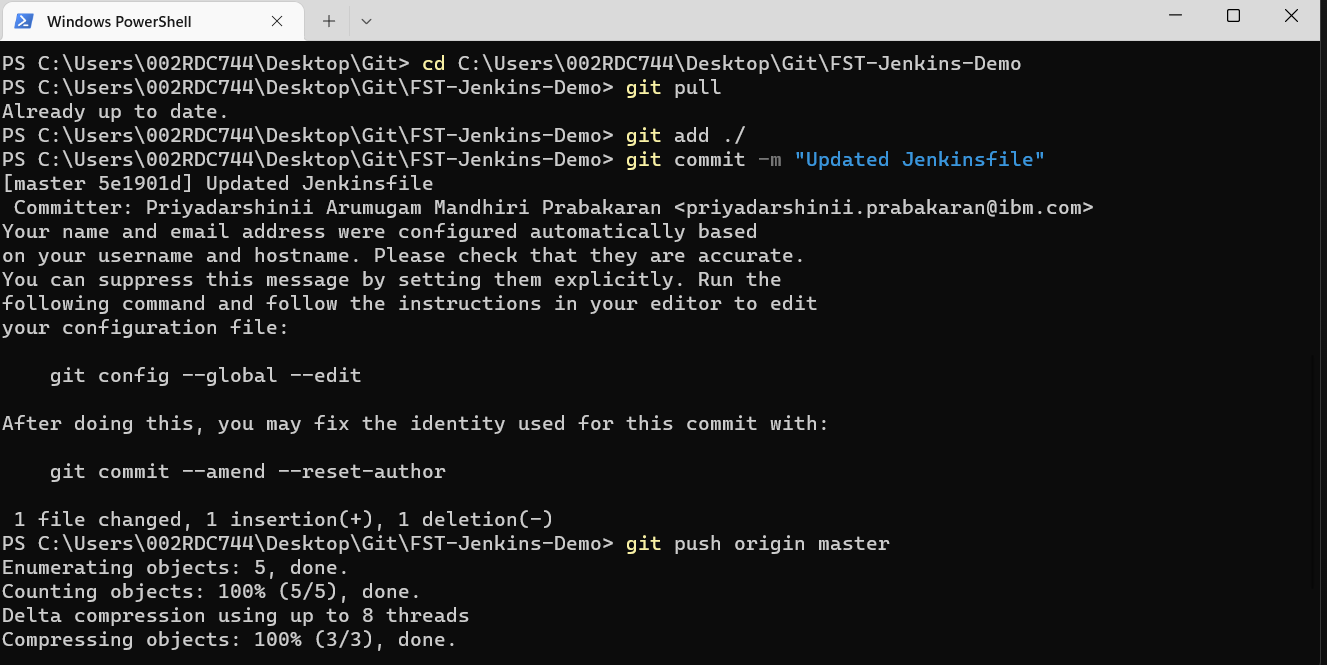 Windows PowerShell
PS C:\Users\002RDC744\Desktop\Git> cd C:\Users\002RDC744\Desktop\Git\FST-Jenkins-Demo
PS C:\Users\002RDC744\Desktop\Git\FST-Jenkins-Demo> git pull
Already up to date.
PS C:\Users\002RDC744\Desktop\Git\FST-Jenkins-Demo> git add ./
PS C:\Users\002RDC744\Desktop\Git\FST-Jenkins-Demo> git commit -m "Updated Jenkinsfile"
[master 5e1901d] Updated Jenkinsfile
 Committer: Priyadarshinii Arumugam Mandhiri Prabakaran <priyadarshinii.prabakaran@ibm.com>
Your name and email address were configured automatically based
on your username and hostname. Please check that they are accurate.
You can suppress this message by setting them explicitly. Run the
following command and follow the instructions in your editor to edit
your configuration file:

    git config --global --edit

After doing this, you may fix the identity used for this commit with:

    git commit --amend --reset-author

 1 file changed, 1 insertion(+), 1 deletion(-)
PS C:\Users\002RDC744\Desktop\Git\FST-Jenkins-Demo> git push origin master
Enumerating objects: 5, done.
Counting objects: 100% (5/5), done.
Delta compression using up to 8 threads
Compressing objects: 100% (3/3), done.